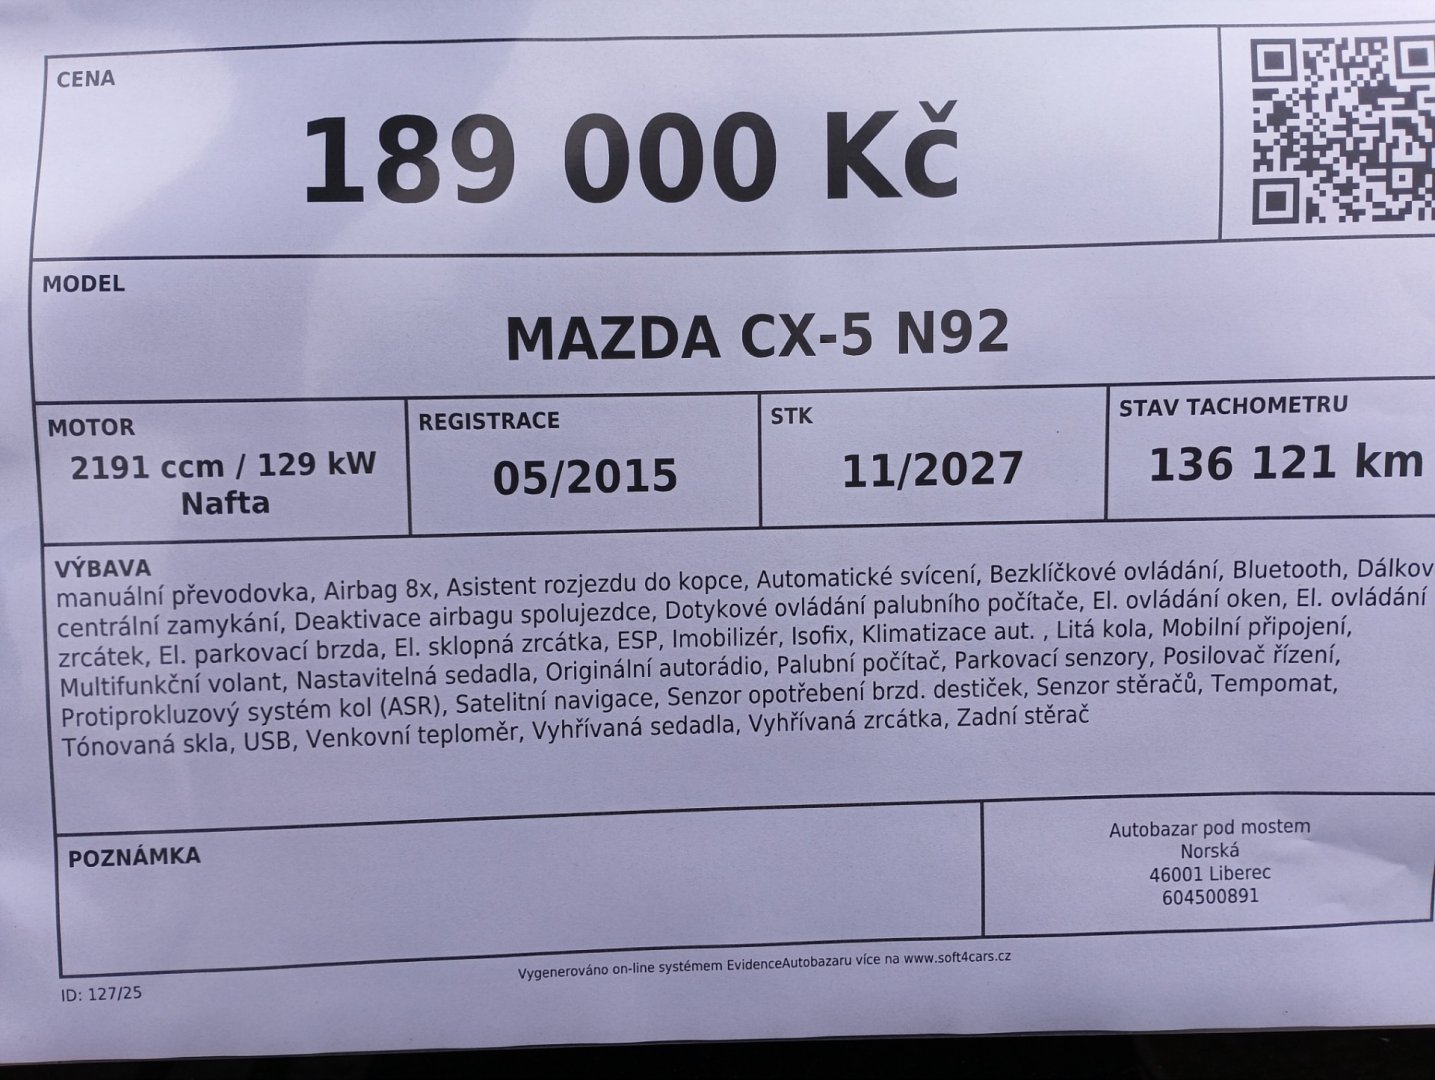 CENA
189 000 Kč
MODEL
MAZDA CX-5 N92
MOTOR
2191 ccm / 129 kW
Nafta
REGISTRACE
05/2015
STK
11/2027
STAV TACHOMETRU
136 121 km
VÝBAVA
manuální převodovka, Airbag 8x, Asistent rozjezdu do kopce, Automatické svícení, Bezklíčkové ovládání, Bluetooth, Dálkov
centrální zamykání, Deaktivace airbagu spolujezdce, Dotykové ovládání palubního počítače, El. ovládání oken, El. ovládání
zrcátek, El. parkovací brzda, El. sklopná zrcátka, ESP, Imobilizér, Isofix, Klimatizace aut. , Litá kola, Mobilní připojení,
Multifunkční volant, Nastavitelná sedadla, Originální autorádio, Palubní počítač, Parkovací senzory, Posilovač řízení,
Protiprokluzový systém kol (ASR), Satelitní navigace, Senzor opotřebení brzd. destiček, Senzor stěračů, Tempomat,
Tónovaná skla, USB, Venkovní teploměr, Vyhřívaná sedadla, Vyhřívaná zrcátka, Zadní stěrač
POZNÁMKA
Autobazar pod mostem
Norská
46001 Liberec
604500891
Vygenerováno on-line systémem EvidenceAutobazaru více na www.soft4cars.cz
ID: 127/25